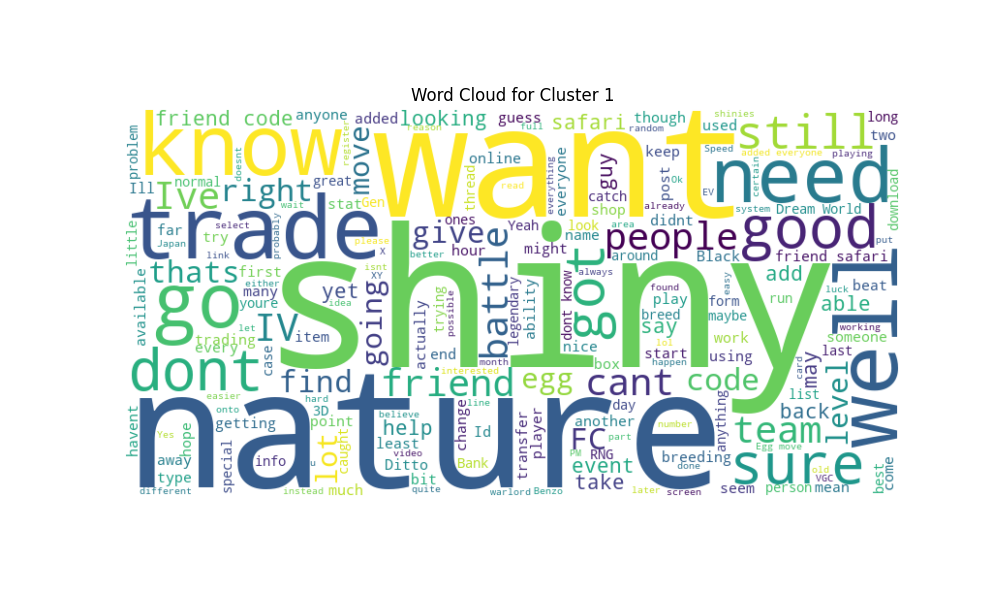 Word Cloud for Cluster 1
friend code anyone added looking guess safari though used shinies still long
problem know move reason want full random Speed added everyone playing two
doesnt register Gen thread online everything everyone guy keep post Ok need certain
Ill Ive normal right great stat read catch already EV system Dream World download
wait shop
trade select Japan far try link probably please x give ones hour Yeah look area name didnt people Black good put
little thats first many either youre yet isnt XY better battle might around friend safari
available go let idea IV item going actually trying possible legendary ability shiny got dont know always found breed play say form maybe easy add run luck able beat well
trading every case end month nice box lol happen start using work someone working last
dont find friend interested egg cant code card may list level
easier onto hard 3D point believe line change Id day another anything back
havent getting help least video nature player FC RNG part number team Egg move old best
Yes hope away type special info u lot caught Ditto bit Bank transfer event take PM breeding done sure come
different instead much quite warlord Benzo later screen seem person mean VGC